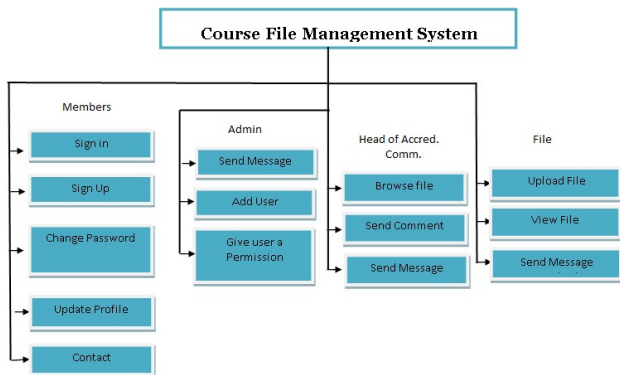 Course File Management System
Members
Sign in
Sign Up
Change Password
Update Profile
Contact
Admin
Send Message
Add User
Give user a
Permission
Head of Accred.
Comm.
Browse file
Send Comment
Send Message
File
Upload File
View File
Send Message